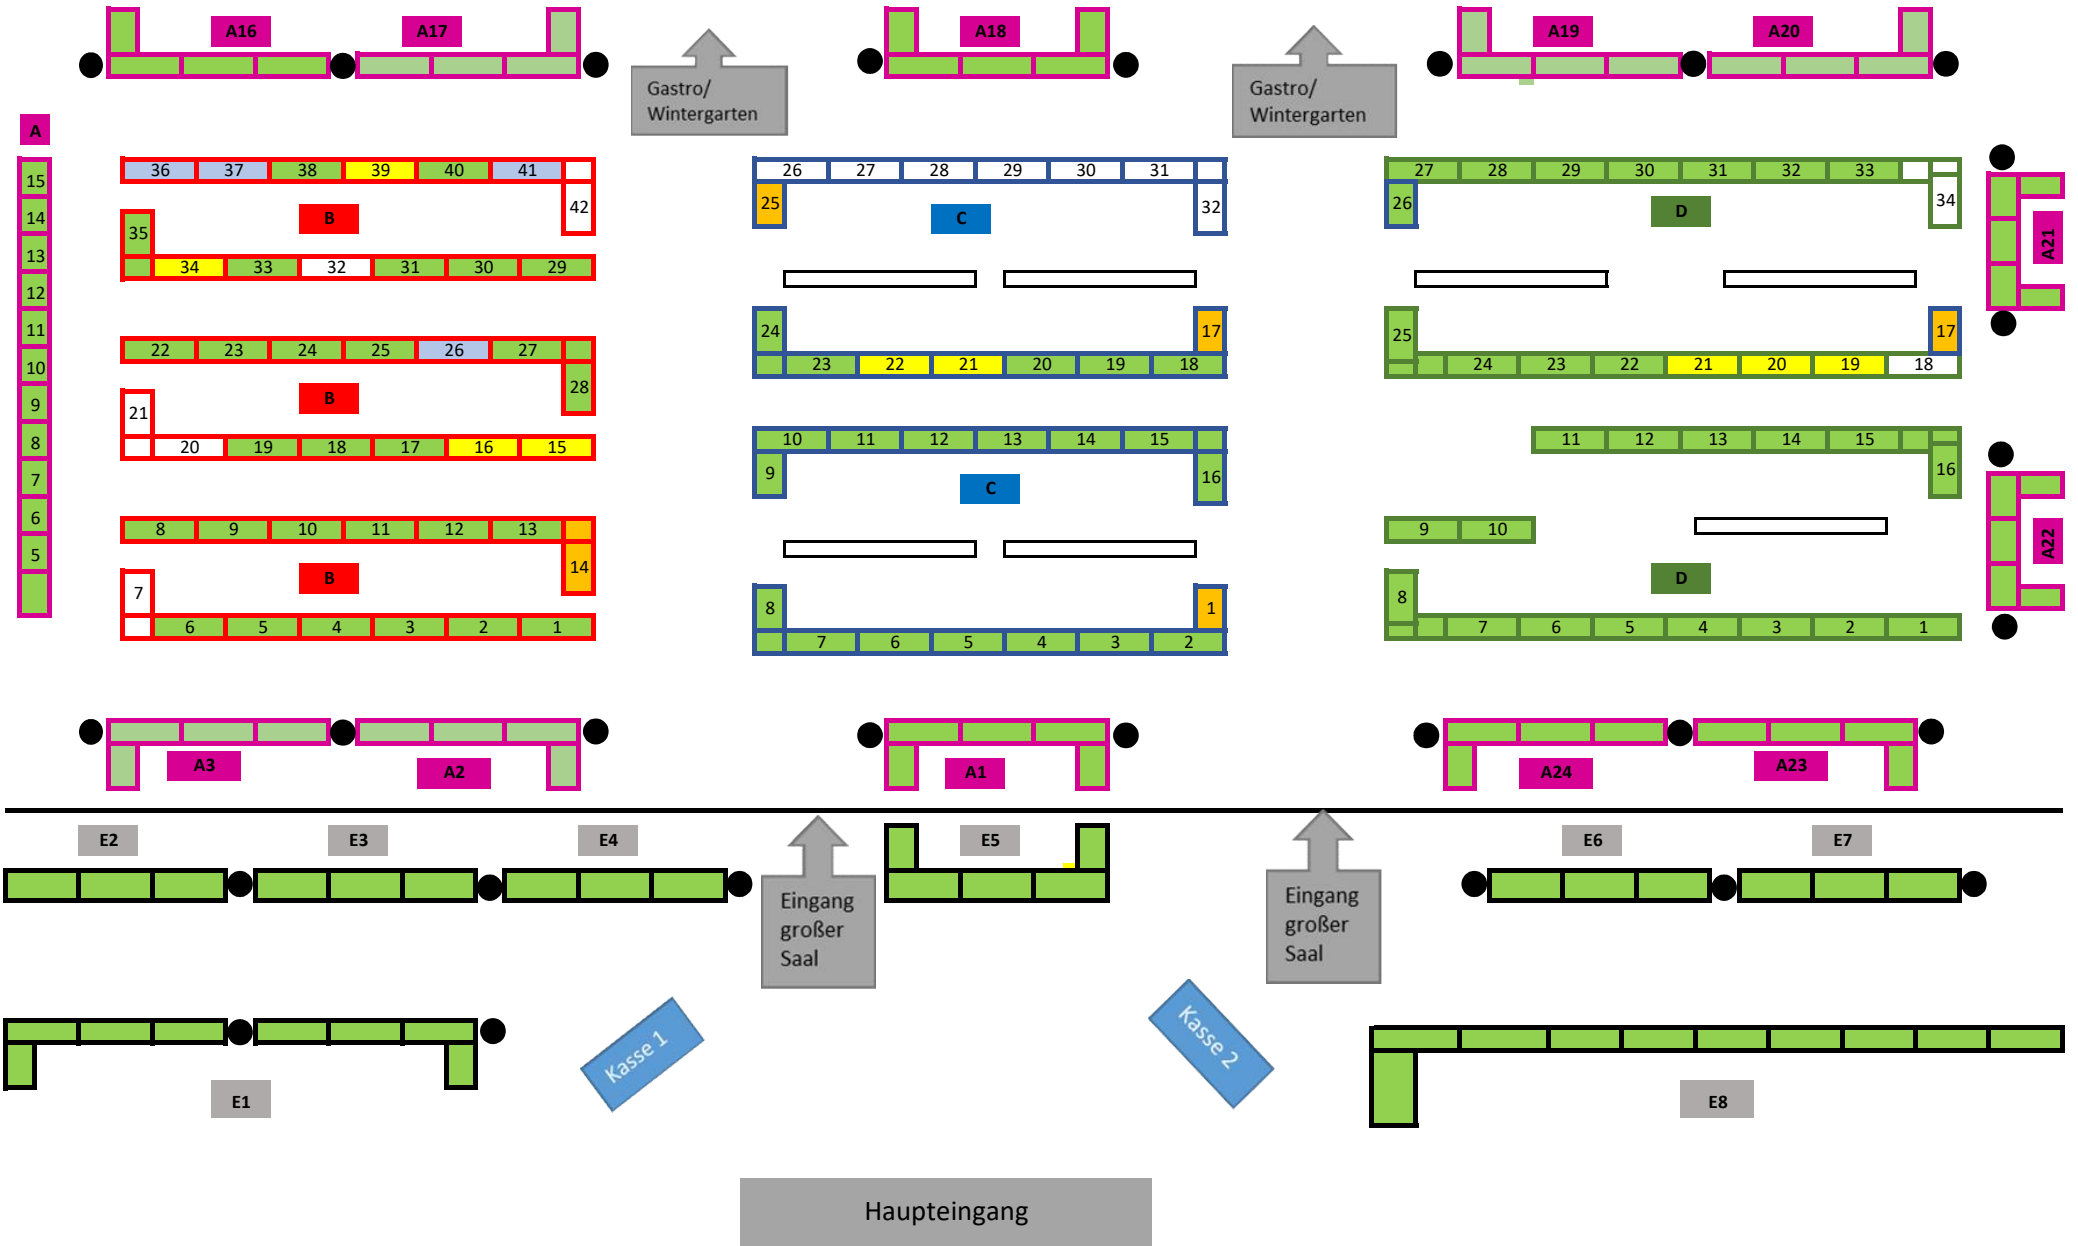 A16 A17 A18 A19 A20
Gastro/
Wintergarten
Gastro/
Wintergarten
A
15
14
13
12
11
10
9
8
7
6
5
36 37 38 39 40 41
42
B
35
34 33 32 31 30 29
22 23 24 25 26 27
28
B
21
20 19 18 17 16 15
8 9 10 11 12 13
14
B
7
6 5 4 3 2 1
26 27 28 29 30 31
25 32
C
24 17
23 22 21 20 19 18
10 11 12 13 14 15
9 16
C
8 1
7 6 5 4 3 2
27 28 29 30 31 32 33
26 34
D
25 17
24 23 22 21 20 19 18
11 12 13 14 15
16
9 10
D
8
7 6 5 4 3 2 1
A21
A22
A3 A2 A1 A24 A23
E2 E3 E4 E5 E6 E7
Eingang
großer
Saal
Eingang
großer
Saal
Kasse 1
Kasse 2
E1 E8
Haupteingang